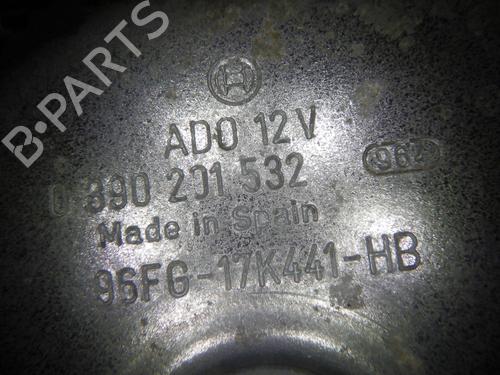 B-PARTS
ADO 12V
0 390 201 532
962
Made in Spain
96FG-17K441-HB